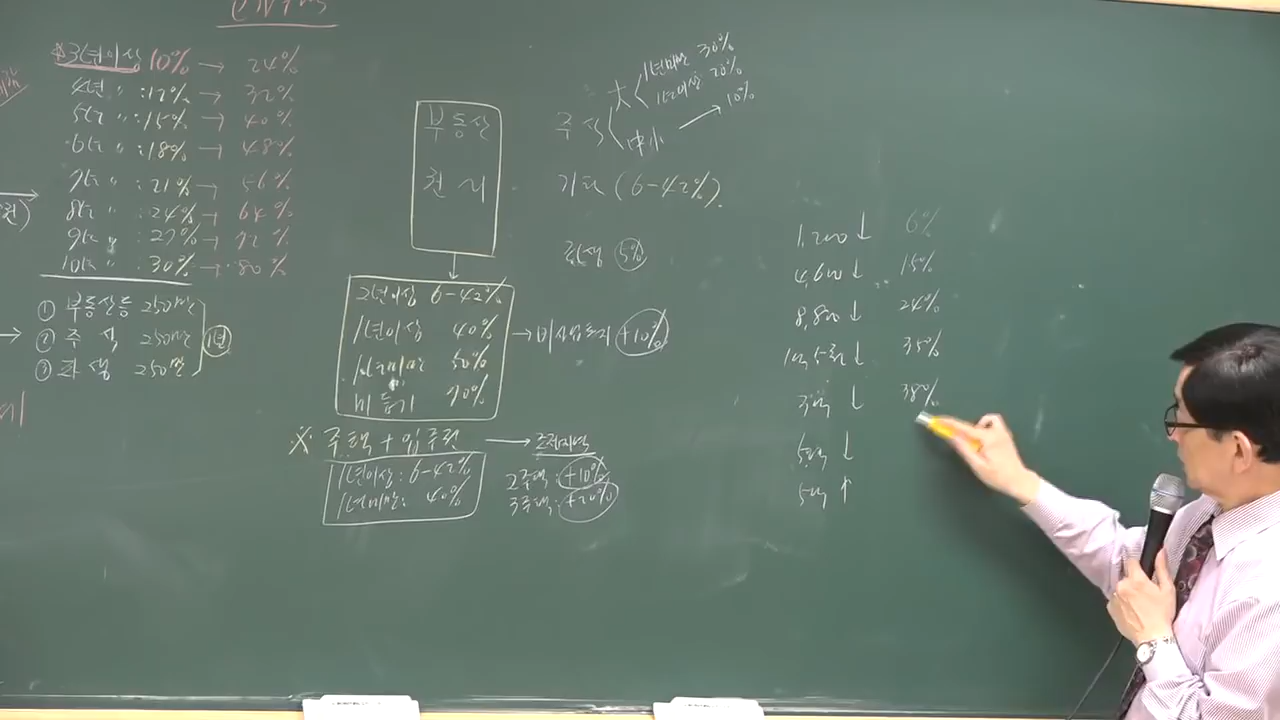 ※3년이상 10% → 24%
4년 〃 : 12% → 32%
5년 〃 : 15% → 40%
6년 〃 : 18% → 48%
7년 〃 : 21% → 56%
8년 〃 : 24% → 64%
9년 〃 : 27% → 72%
10년 〃 : 30% → 80%
① 부동산등 250만
② 주식 250만
③ 파생 250만
1년
부동산
권리
2년이상 6-42%
1년이상 40%
1년미만 50%
미등기 70%
→ 비사업토지 +10%
※ 주택 + 입주권 → 조정지역
1년이상: 6-42%
1년미만: 40%
2주택: +10%
3주택: +20%
주식
大
1년미만 30%
1년이상 20%
中小 → 10%
기타 (6-42%)
파생 5%
1,200↓ 6%
4,600↓ 15%
8,800↓ 24%
1억5천↓ 35%
3억↓ 38%
5억↓
5억↑